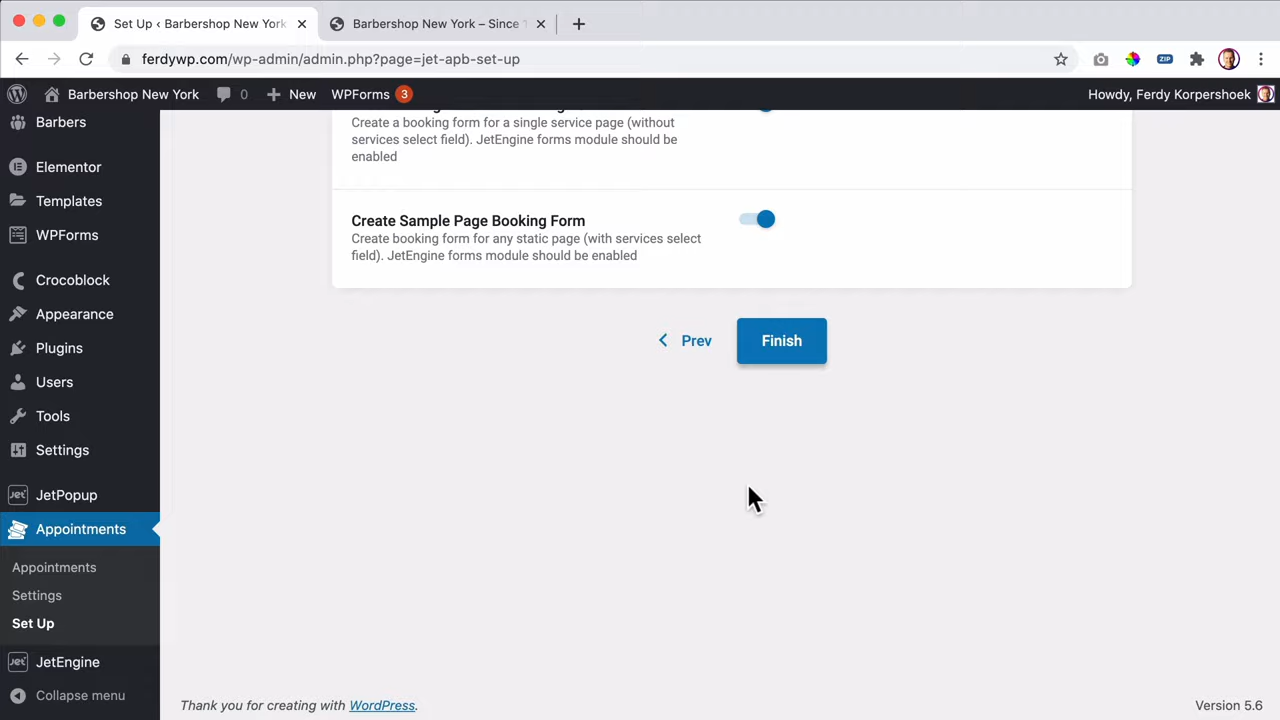 Set Up ‹ Barbershop New York
Barbershop New York – Since
ferdywp.com/wp-admin/admin.php?page=jet-apb-set-up
ZIP
Barbershop New York
0
New
WPForms 3
Howdy, Ferdy Korpershoek
Barbers
Elementor
Templates
WPForms
Crocoblock
Appearance
Plugins
Users
Tools
Settings
Jet JetPopup
Appointments
Appointments
Settings
Set Up
Jet JetEngine
Collapse menu
Create a booking form for a single service page (without
services select field). JetEngine forms module should be
enabled
Create Sample Page Booking Form
Create booking form for any static page (with services select
field). JetEngine forms module should be enabled
Prev
Finish
Thank you for creating with WordPress.
Version 5.6